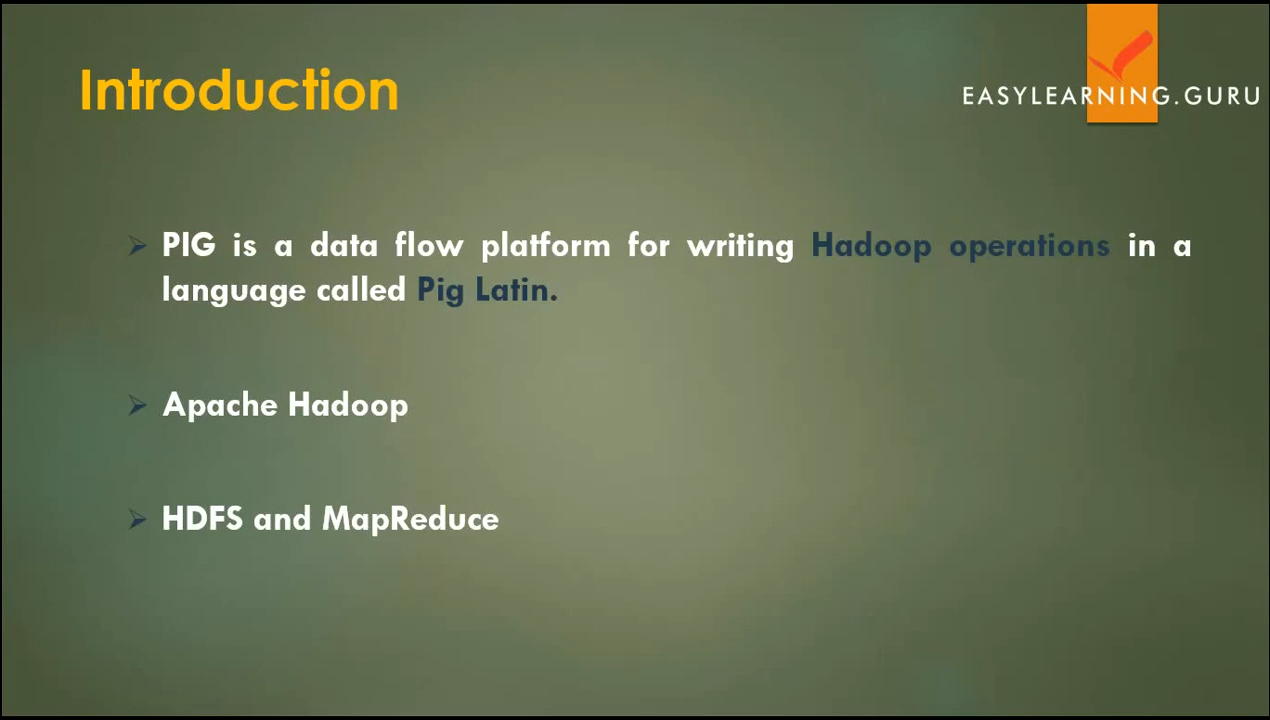 Introduction
EASYLEARNING.GURU
PIG is a data flow platform for writing Hadoop operations in a
language called Pig Latin.
Apache Hadoop
HDFS and MapReduce